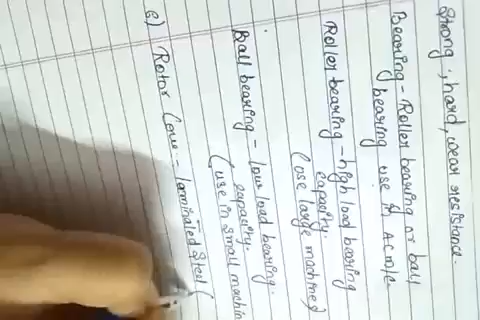 Strong, hard, wear resistance.
Bearing - Roller bearing or ball
bearing use in A.C m/c
Roller bearing - high load bearing
capacity.
(use large machine)
Ball bearing - low load bearing.
capacity.
(use in small machin
e) Rotor Core :- laminated steel (